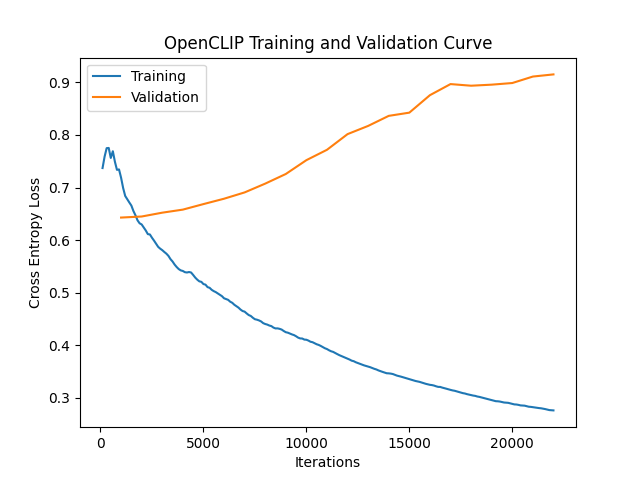 OpenCLIP Training and Validation Curve
Training
Validation
0.9
0.8
0.7
0.6
0.5
0.4
0.3
Cross Entropy Loss
0 5000 10000 15000 20000
Iterations